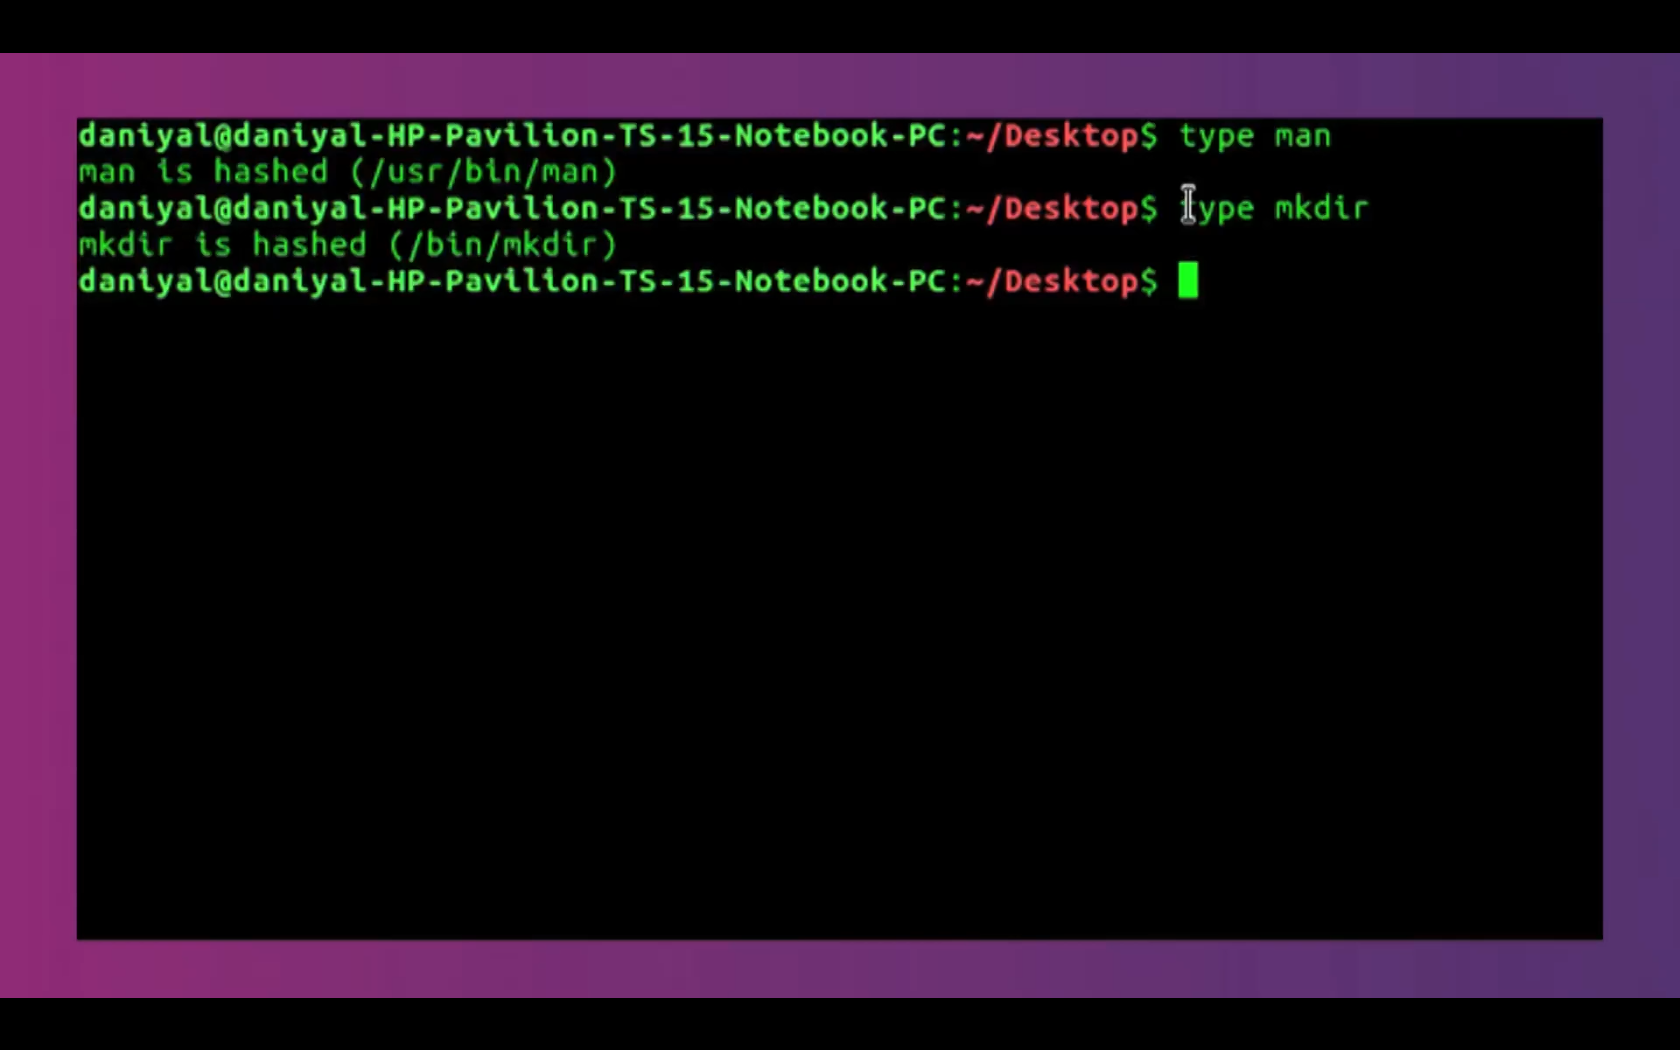 daniyal@daniyal-HP-Pavilion-TS-15-Notebook-PC:~/Desktop$ type man
man is hashed (/usr/bin/man)
daniyal@daniyal-HP-Pavilion-TS-15-Notebook-PC:~/Desktop$ type mkdir
mkdir is hashed (/bin/mkdir)
daniyal@daniyal-HP-Pavilion-TS-15-Notebook-PC:~/Desktop$